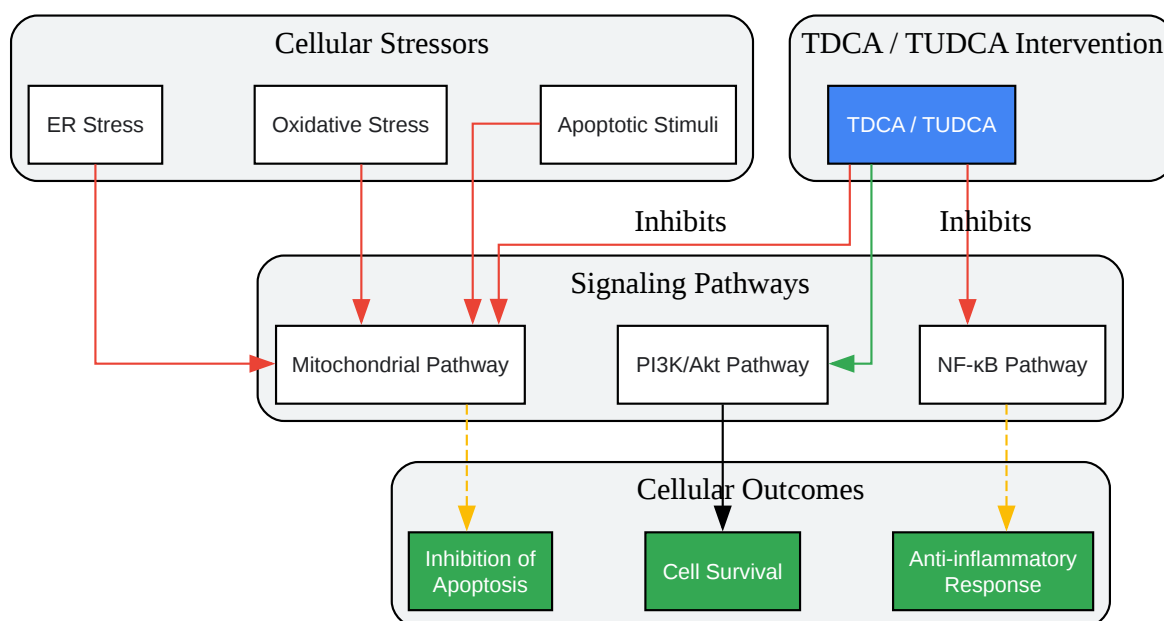 Cellular Stressors
TDCA / TUDCA Intervention
ER Stress
Oxidative Stress
Apoptotic Stimuli
TDCA / TUDCA
Inhibits
Inhibits
Signaling Pathways
Mitochondrial Pathway
PI3K/Akt Pathway
NF-κB Pathway
Cellular Outcomes
Inhibition of
Apoptosis
Cell Survival
Anti-inflammatory
Response